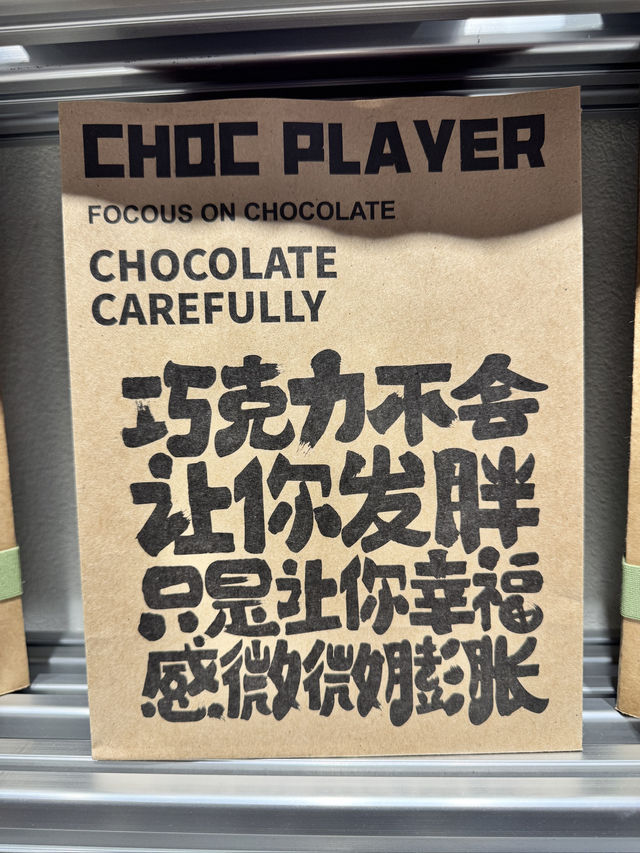 CHOC PLAYER
FOCOUS ON CHOCOLATE
CHOCOLATE
CAREFULLY
巧克力不会
让你发胖
只是让你幸福
感微微膨胀